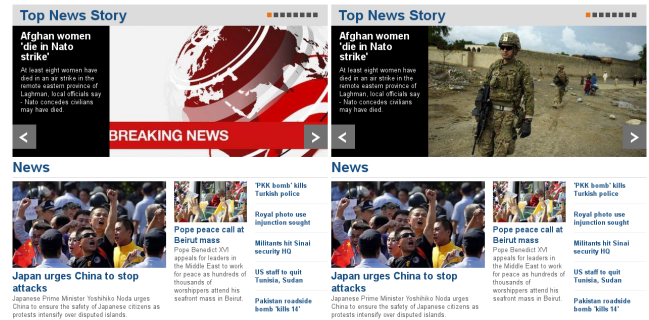 Top News Story
Afghan women
'die in Nato
strike'
At least eight women have
died in an air strike in the
remote eastern province of
Laghman, local officials say
- Nato concedes civilians
may have died.
BREAKING NEWS
News
Japan urges China to stop
attacks
Japanese Prime Minister Yoshihiko Noda urges
China to ensure the safety of Japanese citizens as
protests intensify over disputed islands.
Pope peace call at
Beirut mass
Pope Benedict XVI
appeals for leaders in
the Middle East to work
for peace as hundreds of
thousands of
worshippers attend his
seafront mass in Beirut.
'PKK bomb' kills
Turkish police
Royal photo use
injunction sought
Militants hit Sinai
security HQ
US staff to quit
Tunisia, Sudan
Pakistan roadside
bomb 'kills 14'
Top News Story
Afghan women
'die in Nato
strike'
At least eight women have
died in an air strike in the
remote eastern province of
Laghman, local officials say
- Nato concedes civilians
may have died.
News
Japan urges China to stop
attacks
Japanese Prime Minister Yoshihiko Noda urges
China to ensure the safety of Japanese citizens as
protests intensify over disputed islands.
Pope peace call at
Beirut mass
Pope Benedict XVI
appeals for leaders in
the Middle East to work
for peace as hundreds of
thousands of
worshippers attend his
seafront mass in Beirut.
'PKK bomb' kills
Turkish police
Royal photo use
injunction sought
Militants hit Sinai
security HQ
US staff to quit
Tunisia, Sudan
Pakistan roadside
bomb 'kills 14'